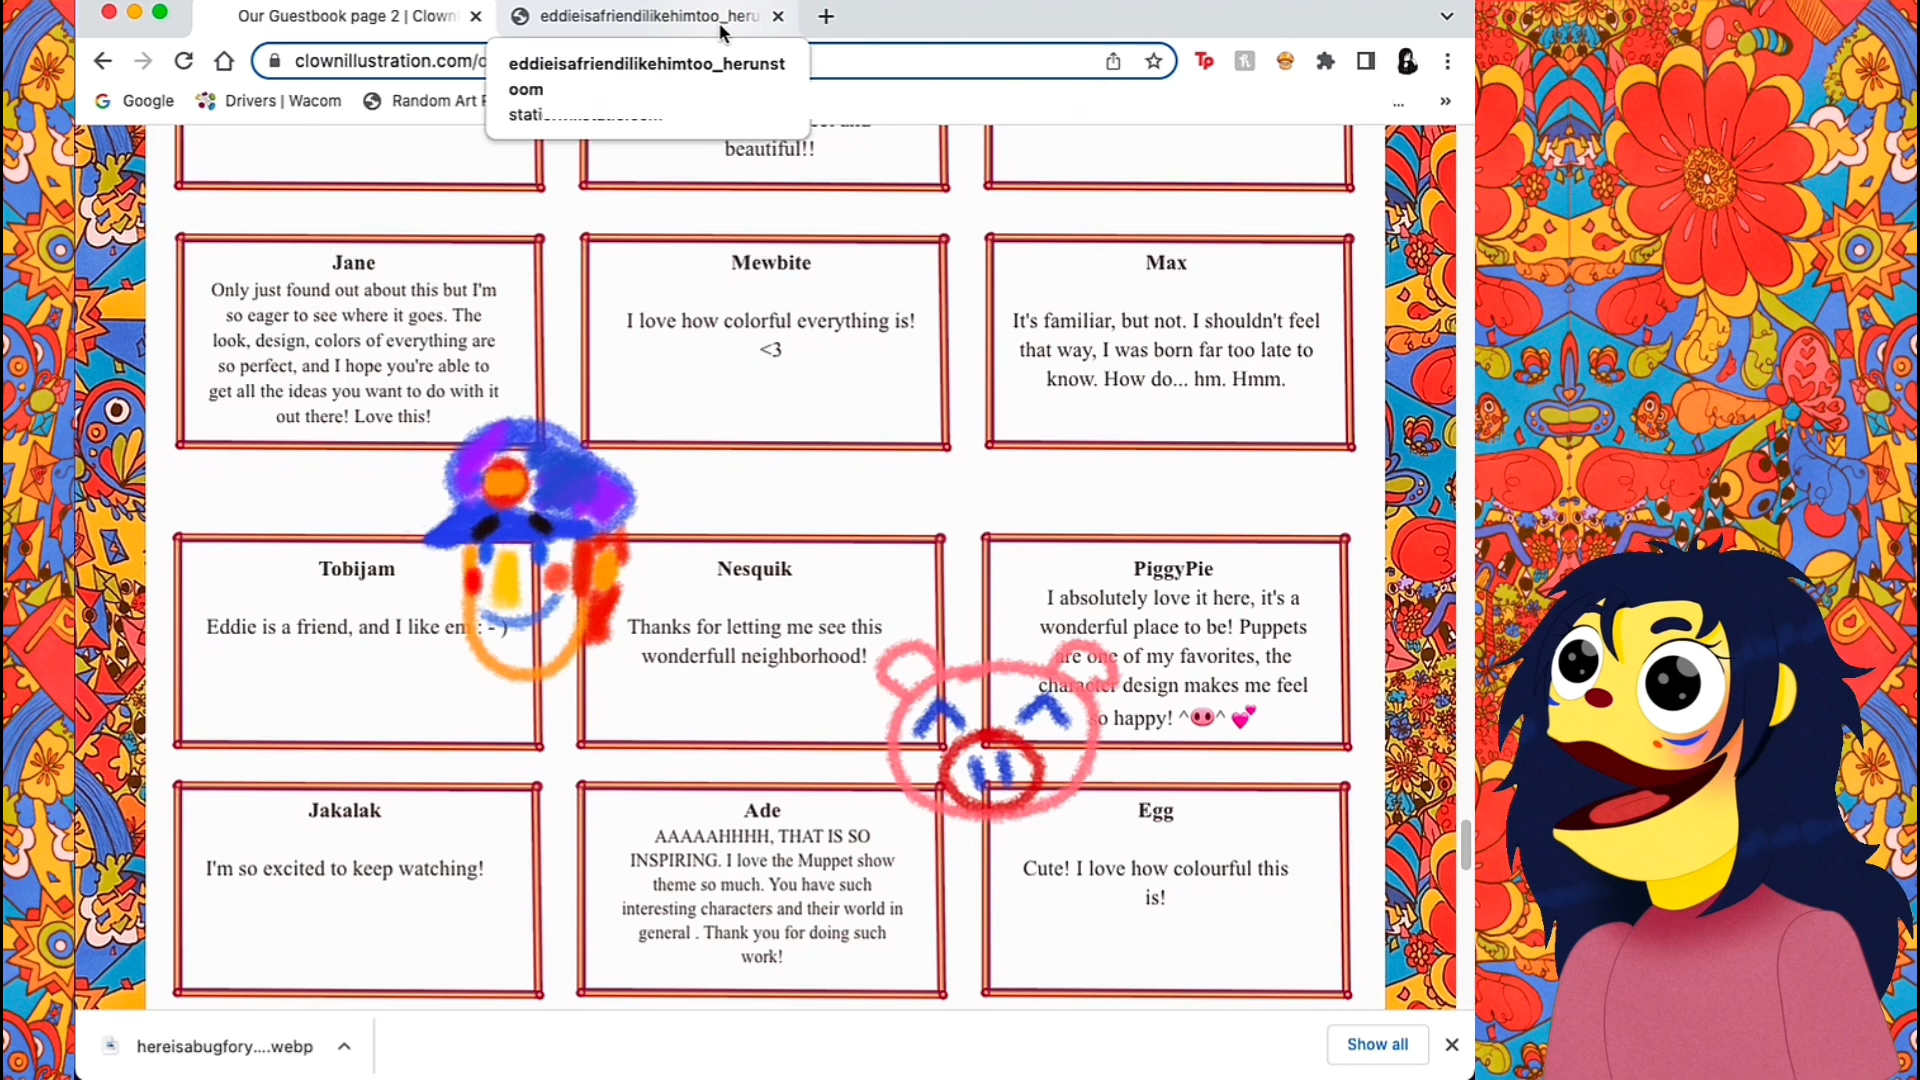 Our Guestbook page 2 | Clown
eddieisafriendilikehimtoo_heru
clownillustration.com/
eddieisafriendilikehimtoo_herunst
oom
Google
Drivers | Wacom
Random Art
Tp
...
»
beautiful!!
Jane
Only just found out about this but I'm
so eager to see where it goes. The
look, design, colors of everything are
so perfect, and I hope you're able to
get all the ideas you want to do with it
out there! Love this!
Mewbite
I love how colorful everything is!
<3
Max
It's familiar, but not. I shouldn't feel
that way, I was born far too late to
know. How do... hm. Hmm.
Tobijam
Eddie is a friend, and I like em : - )
Nesquik
Thanks for letting me see this
wonderfull neighborhood!
PiggyPie
I absolutely love it here, it's a
wonderful place to be! Puppets
are one of my favorites, the
character design makes me feel
so happy! ^🐽^ 💕
Jakalak
I'm so excited to keep watching!
Ade
AAAAAHHHH, THAT IS SO
INSPIRING. I love the Muppet show
theme so much. You have such
interesting characters and their world in
general . Thank you for doing such
work!
Egg
Cute! I love how colourful this
is!
hereisabugfory....webp
Show all